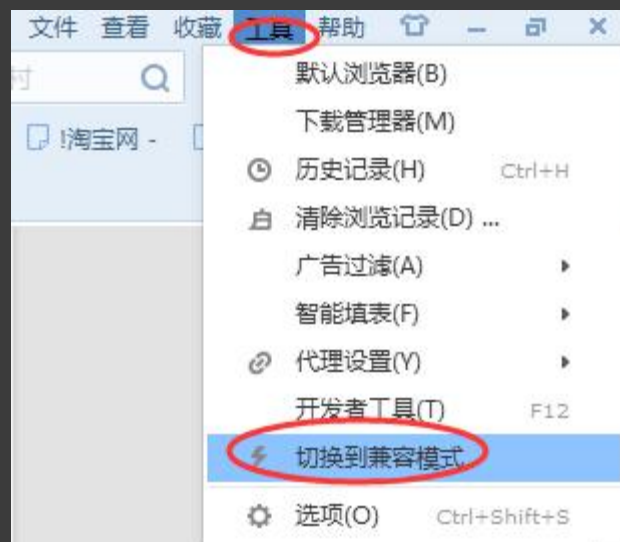 文件 查看 收藏 工具 帮助
村
!淘宝网 -
默认浏览器(B)
下载管理器(M)
历史记录(H) Ctrl+H
清除浏览记录(D) ...
广告过滤(A)
智能填表(F)
代理设置(Y)
开发者工具(T) F12
切换到兼容模式
选项(O) Ctrl+Shift+S